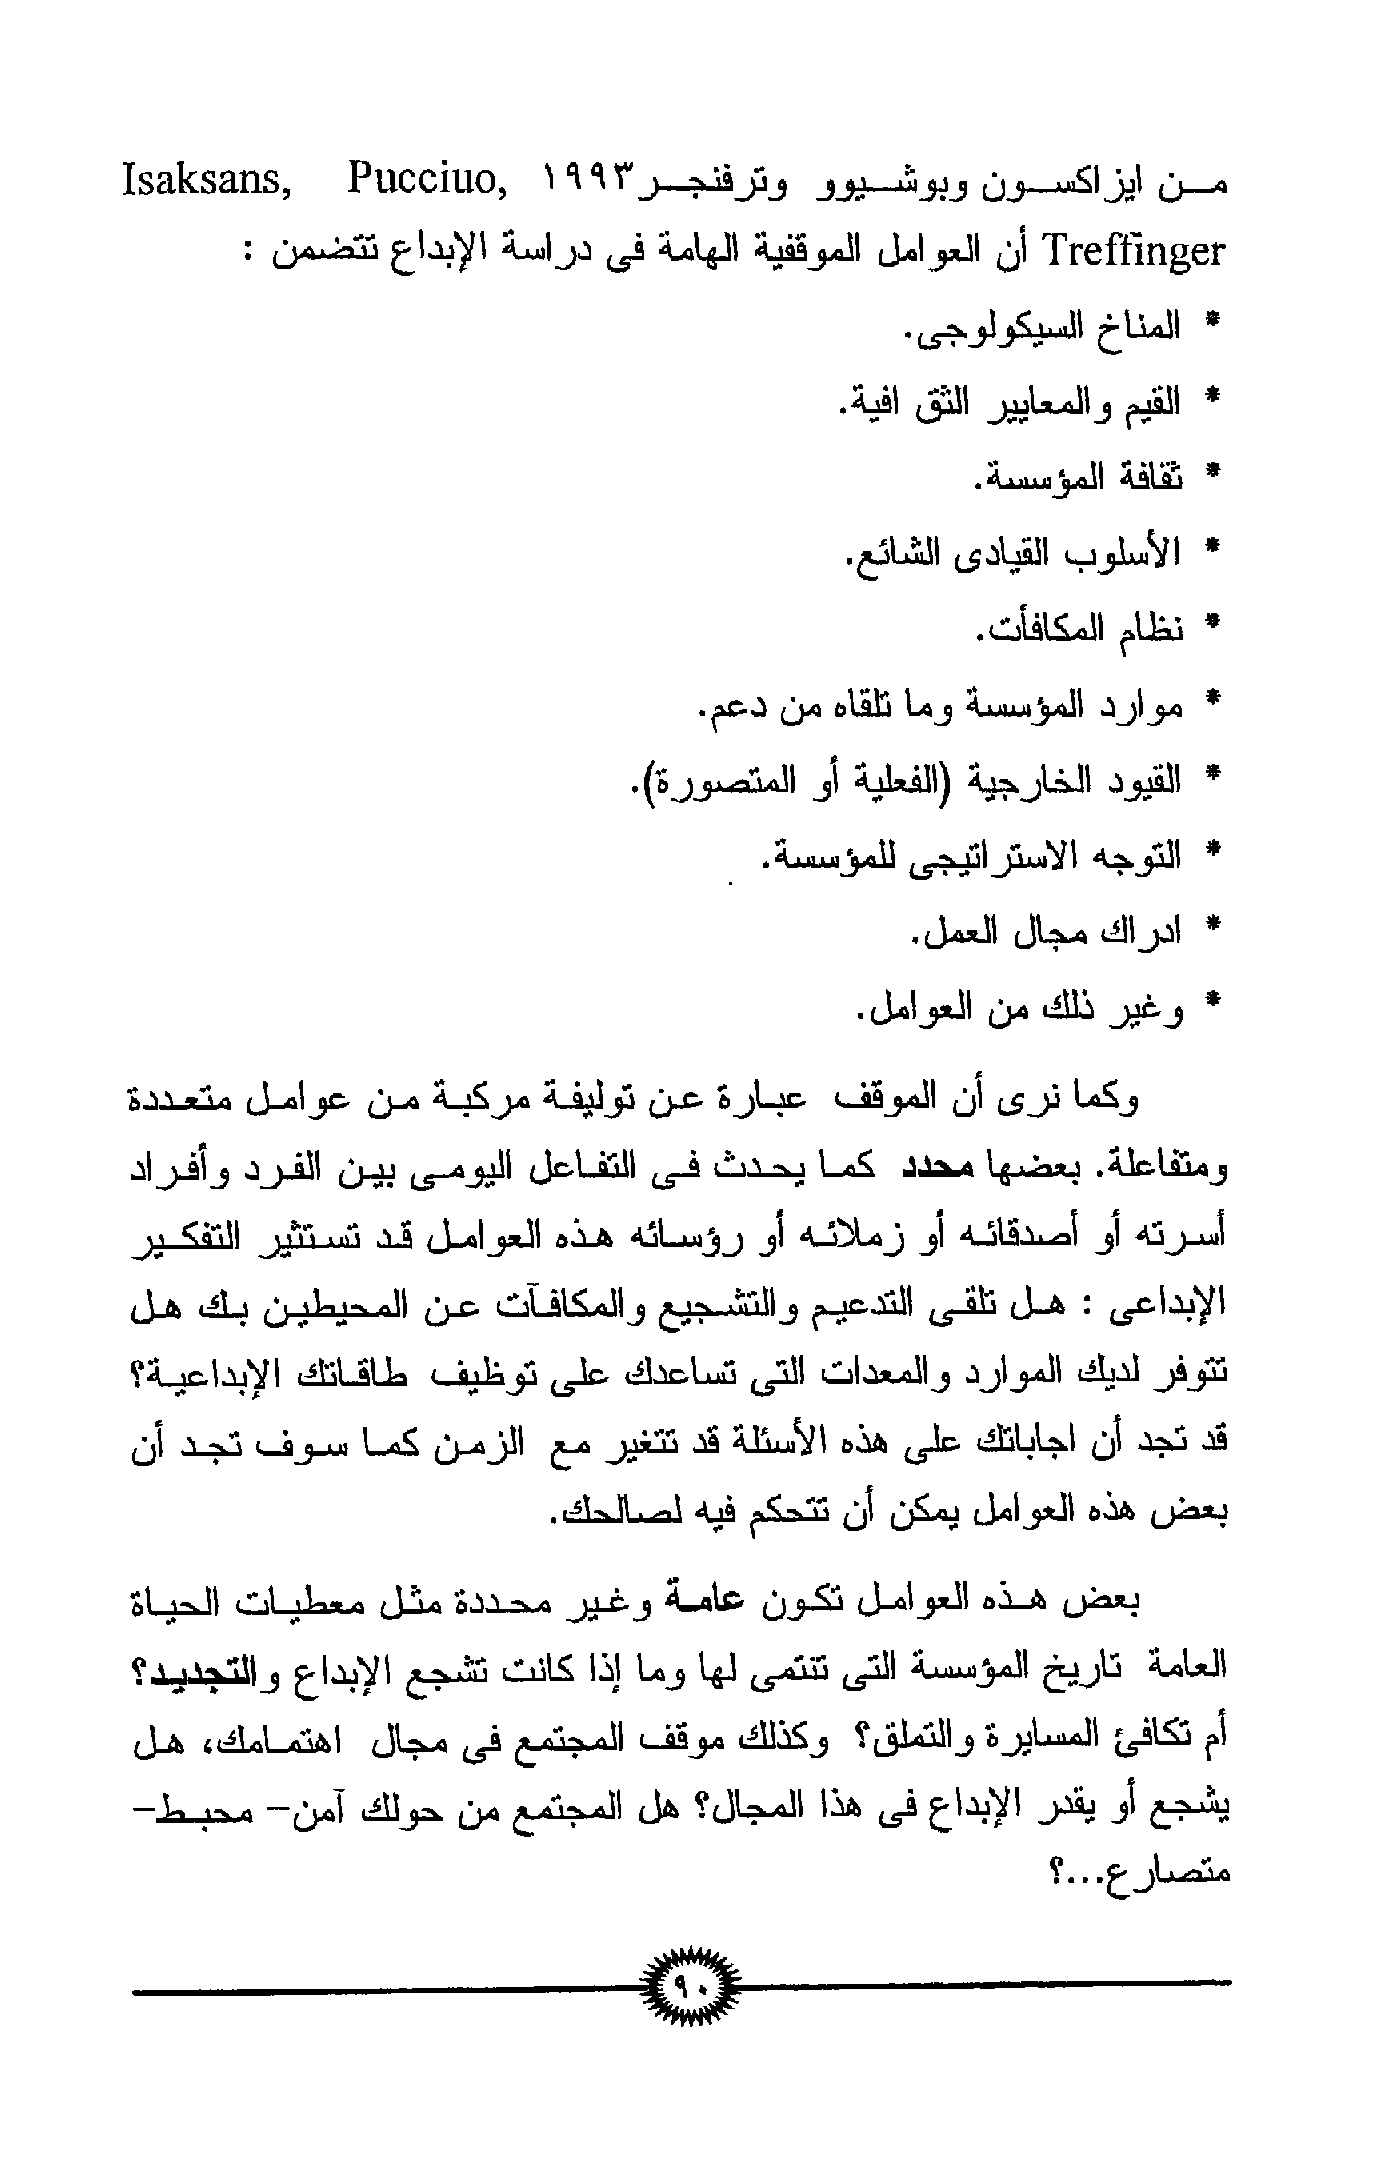 مـن ايزاكسـون وبوشـيوو وترفنجـر ١٩٩٣ Isaksans, Pucciuo,
Treffinger أن العوامل الموقفية الهامة فى دراسة الإبداع تتضمن :
* المناخ السيكولوجى.
* القيم والمعايير الثق افية.
* ثقافة المؤسسة.
* الأسلوب القيادى الشائع.
* نظام المكافأت.
* موارد المؤسسة وما تلقاه من دعم.
* القيود الخارجية (الفعلية أو المتصورة).
* التوجه الاستراتيجى للمؤسسة.
* ادراك مجال العمل.
* وغير ذلك من العوامل.
وكما نرى أن الموقف عبارة عن توليفة مركبة من عوامل متعددة
ومتفاعلة. بعضها محدد كما يحدث فى التفاعل اليومى بين الفرد وأفراد
أسرته أو أصدقائه أو زملائه أو رؤسائه هذه العوامل قد تستثير التفكير
الإبداعى : هل تلقى التدعيم والتشجيع والمكافآت عن المحيطين بك هل
تتوفر لديك الموارد والمعدات التى تساعدك على توظيف طاقاتك الإبداعية؟
قد تجد أن اجاباتك على هذه الأسئلة قد تتغير مع الزمن كما سوف تجد أن
بعض هذه العوامل يمكن أن تتحكم فيه لصالحك.
بعض هذه العوامل تكون عامة وغير محددة مثل معطيات الحياة
العامة تاريخ المؤسسة التى تنتمى لها وما إذا كانت تشجع الإبداع والتجديد؟
أم تكافئ المسايرة والتملق؟ وكذلك موقف المجتمع فى مجال اهتمامك، هل
يشجع أو يقدر الإبداع فى هذا المجال؟ هل المجتمع من حولك آمن- محبط-
متصارع...؟
٩٠